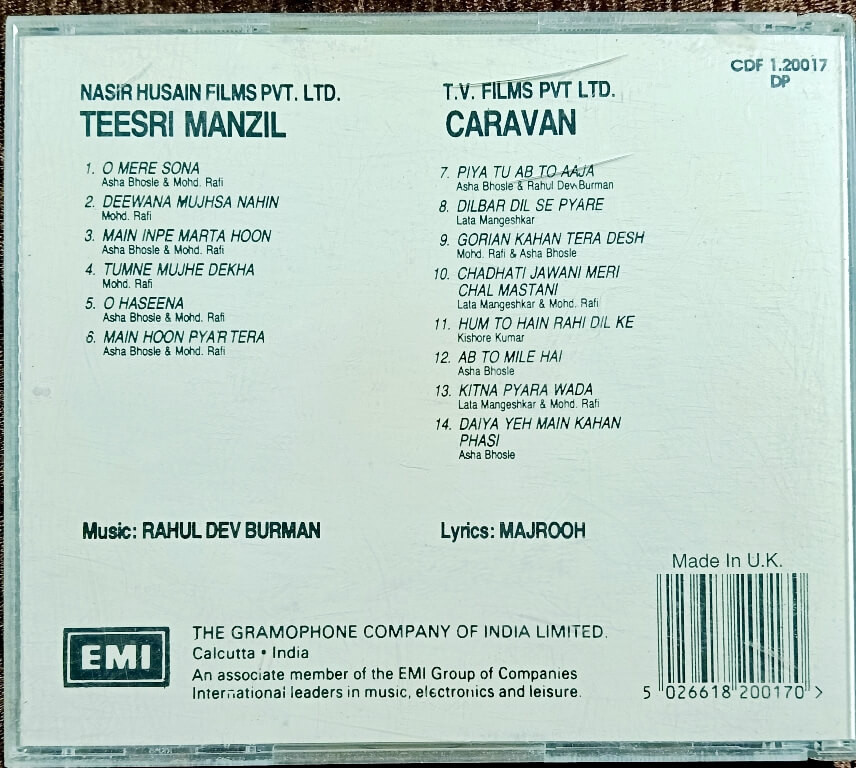 CDF 1.20017
DP
NASIR HUSAIN FILMS PVT. LTD.
TEESRI MANZIL
1. O MERE SONA
Asha Bhosle & Mohd. Rafi
2. DEEWANA MUJHSA NAHIN
Mohd. Rafi
3. MAIN INPE MARTA HOON
Asha Bhosle & Mohd. Rafi
4. TUMNE MUJHE DEKHA
Mohd. Rafi
5. O HASEENA
Asha Bhosle & Mohd. Rafi
6. MAIN HOON PYAR TERA
Asha Bhosle & Mohd. Rafi
T.V. FILMS PVT LTD.
CARAVAN
7. PIYA TU AB TO AAJA
Asha Bhosle & Rahul Dev Burman
8. DILBAR DIL SE PYARE
Lata Mangeshkar
9. GORIAN KAHAN TERA DESH
Mohd. Rafi & Asha Bhosle
10. CHADHATI JAWANI MERI
CHAL MASTANI
Lata Mangeshkar & Mohd. Rafi
11. HUM TO HAIN RAHI DIL KE
Kishore Kumar
12. AB TO MILE HAI
Asha Bhosle
13. KITNA PYARA WADA
Lata Mangeshkar & Mohd. Rafi
14. DAIYA YEH MAIN KAHAN
PHASI
Asha Bhosle
Music: RAHUL DEV BURMAN
Lyrics: MAJROOH
Made In U.K.
5 026618 200170 >
EMI
THE GRAMOPHONE COMPANY OF INDIA LIMITED.
Calcutta • India
An associate member of the EMI Group of Companies
International leaders in music, electronics and leisure.